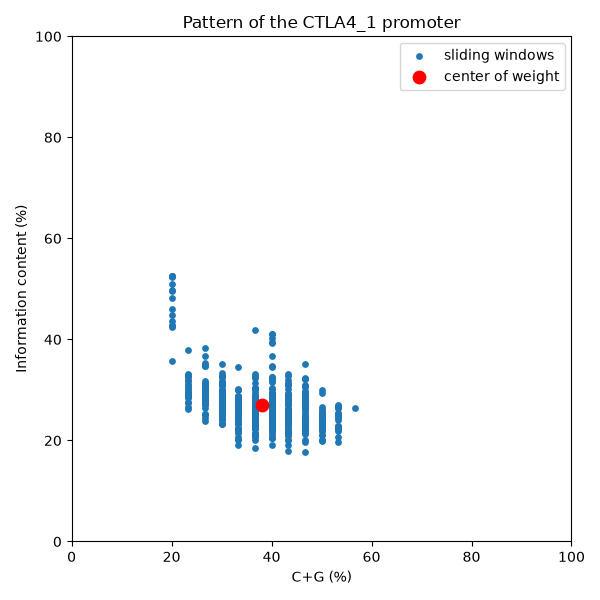 Pattern of the CTLA4_1 promoter
sliding windows
center of weight
100
80
60
40
20
0
Information content (%)
0 20 40 60 80 100
C+G (%)